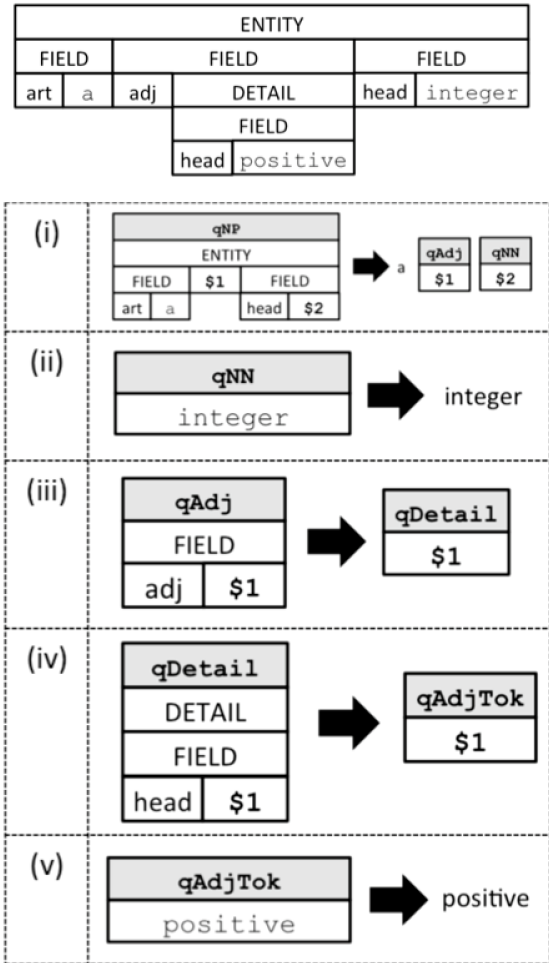 ENTITY
FIELD FIELD FIELD
art a adj DETAIL head integer
FIELD
head positive
(i)
qNP
ENTITY
FIELD $1 FIELD
art a head $2
a
qAdj qNN
$1 $2
(ii)
qNN
integer
integer
(iii)
qAdj
FIELD
adj $1
qDetail
$1
(iv)
qDetail
DETAIL
FIELD
head $1
qAdjTok
$1
(v)
qAdjTok
positive
positive